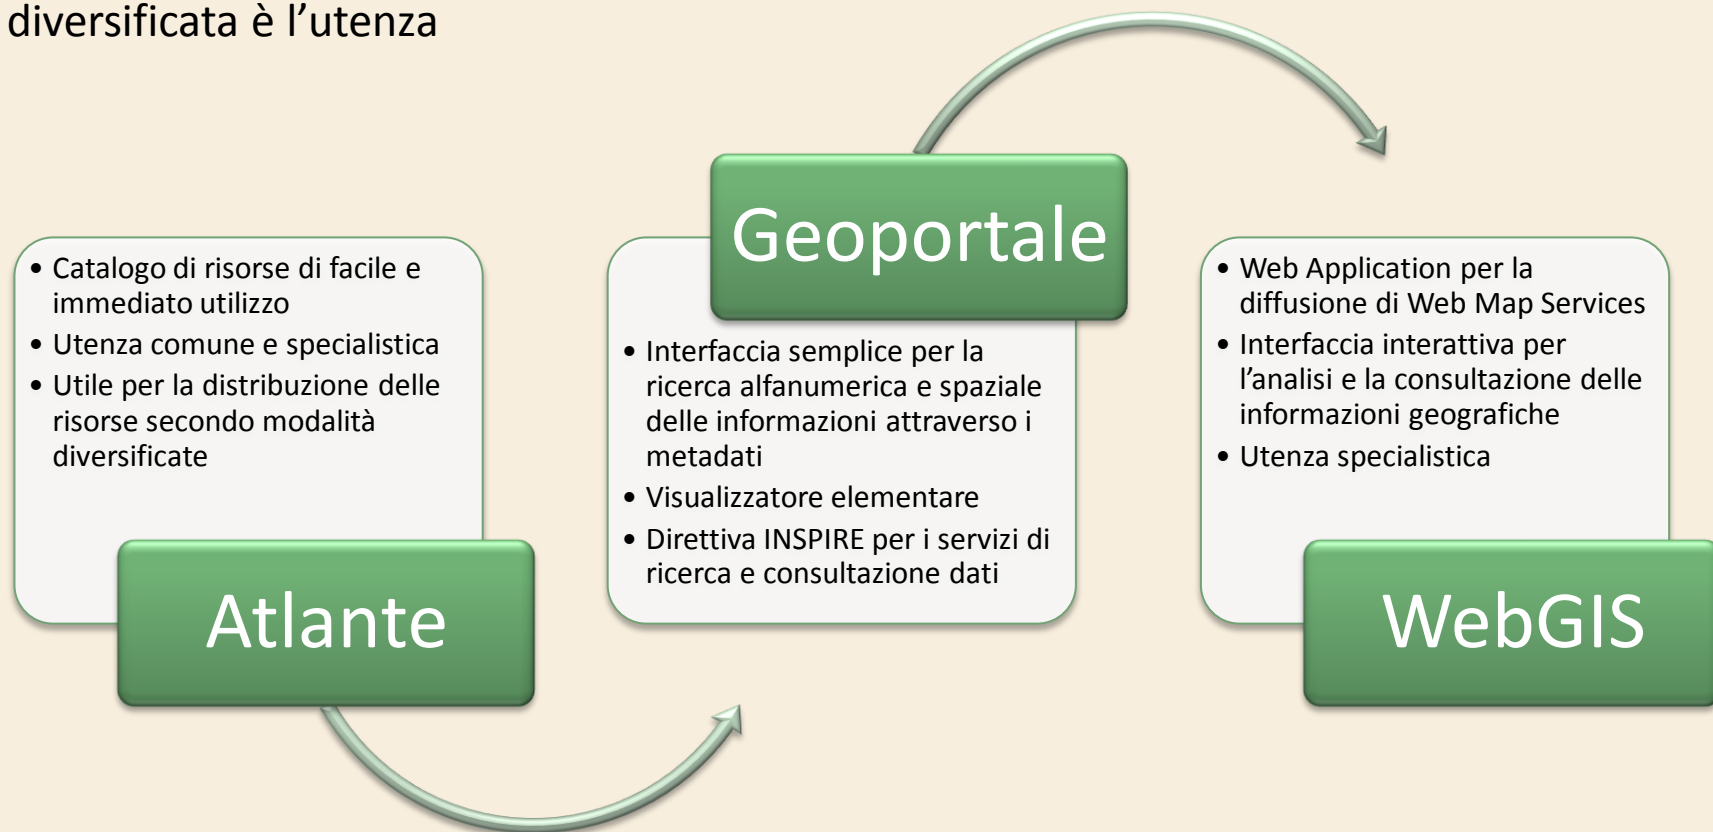 diversificata è l’utenza
• Catalogo di risorse di facile e
immediato utilizzo
• Utenza comune e specialistica
• Utile per la distribuzione delle
risorse secondo modalità
diversificate
Atlante
Geoportale
• Interfaccia semplice per la
ricerca alfanumerica e spaziale
delle informazioni attraverso i
metadati
• Visualizzatore elementare
• Direttiva INSPIRE per i servizi di
ricerca e consultazione dati
• Web Application per la
diffusione di Web Map Services
• Interfaccia interattiva per
l’analisi e la consultazione delle
informazioni geografiche
• Utenza specialistica
WebGIS